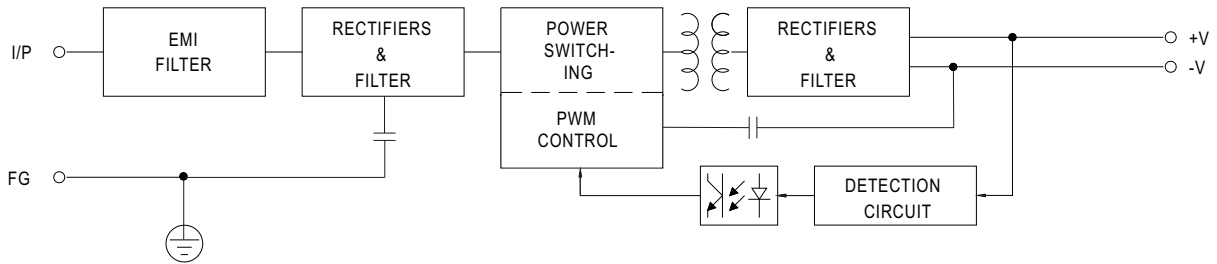 I/P
EMI
FILTER
RECTIFIERS
&
FILTER
POWER
SWITCH-
ING
PWM
CONTROL
RECTIFIERS
&
FILTER
+V
-V
FG
DETECTION
CIRCUIT